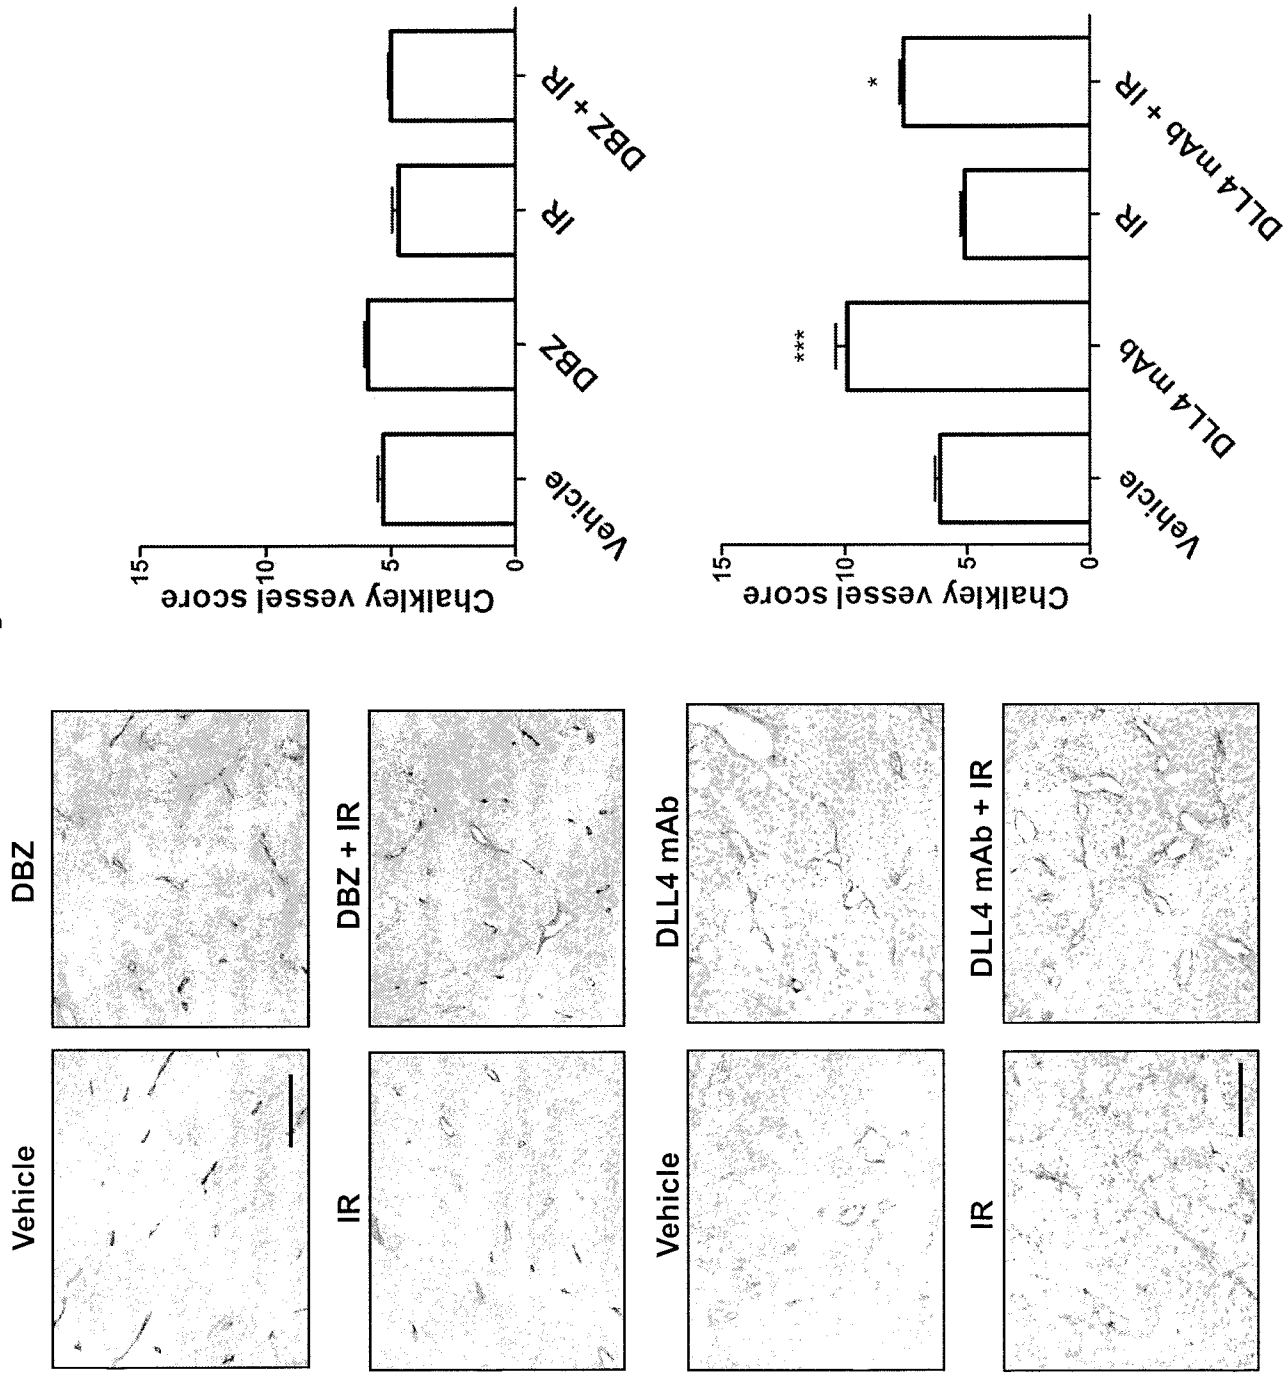 Vehicle
DBZ
IR
DBZ + IR
Vehicle
DLL4 mAb
IR
DLL4 mAb + IR
Chalkley vessel score
15
10
5
0
Vehicle
DBZ
IR
DBZ + IR
Chalkley vessel score
15
10
5
0
***
*
Vehicle
DLL4 mAb
IR
DLL4 mAb + IR